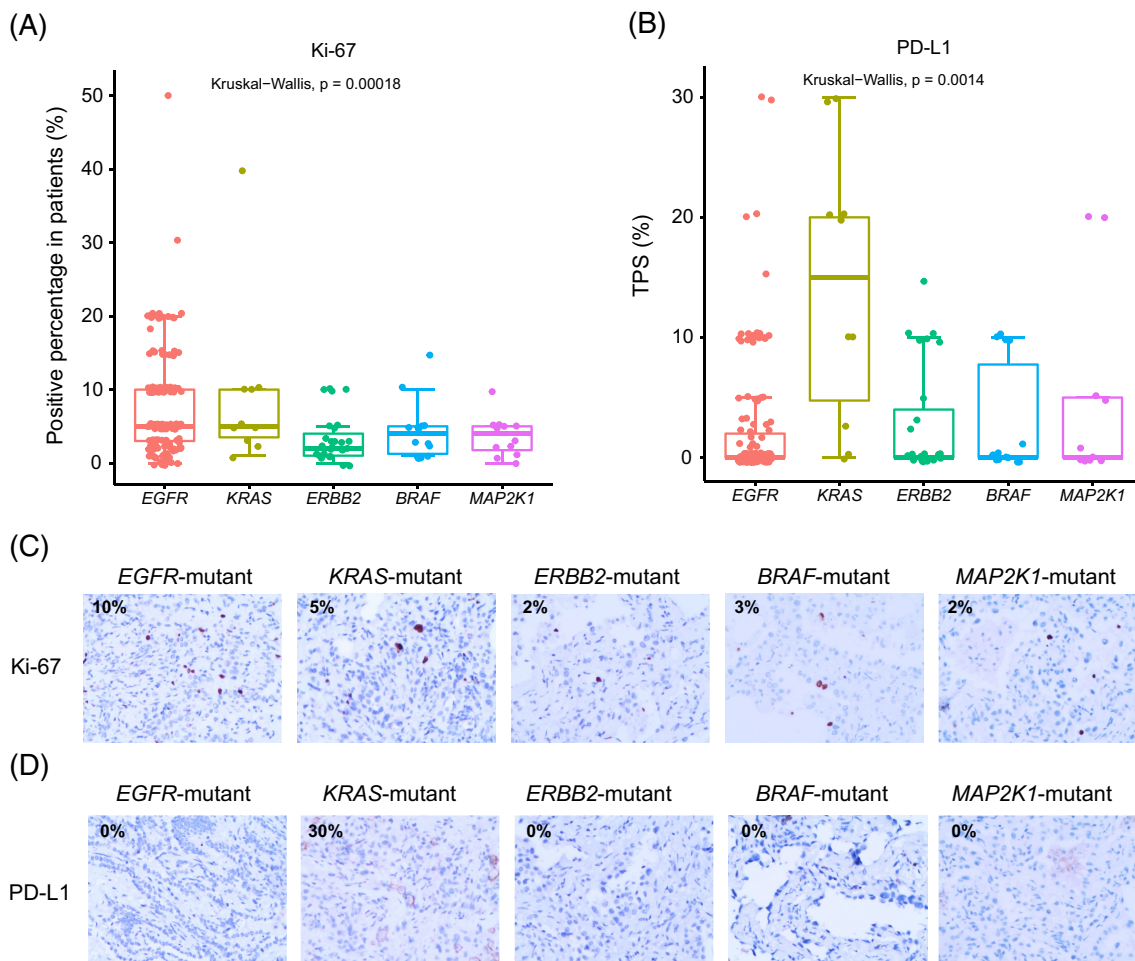 (A)
Ki-67
Kruskal−Wallis, p = 0.00018
Positive percentage in patients (%)
50
40
30
20
10
0
EGFR KRAS ERBB2 BRAF MAP2K1
(B)
PD-L1
Kruskal−Wallis, p = 0.0014
TPS (%)
30
20
10
0
EGFR KRAS ERBB2 BRAF MAP2K1
(C)
EGFR-mutant KRAS-mutant ERBB2-mutant BRAF-mutant MAP2K1-mutant
10% 5% 2% 3% 2%
Ki-67
(D)
EGFR-mutant KRAS-mutant ERBB2-mutant BRAF-mutant MAP2K1-mutant
0% 30% 0% 0% 0%
PD-L1